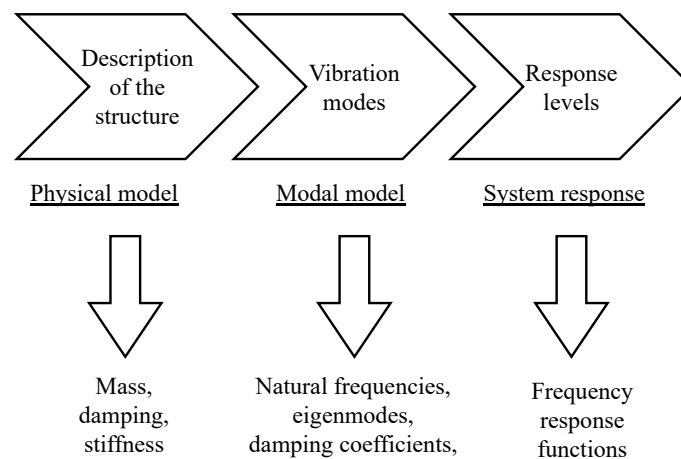 Description
of the
structure
Vibration
modes
Response
levels
Physical model
Modal model
System response
Mass,
damping,
stiffness
Natural frequencies,
eigenmodes,
damping coefficients,
Frequency
response
functions